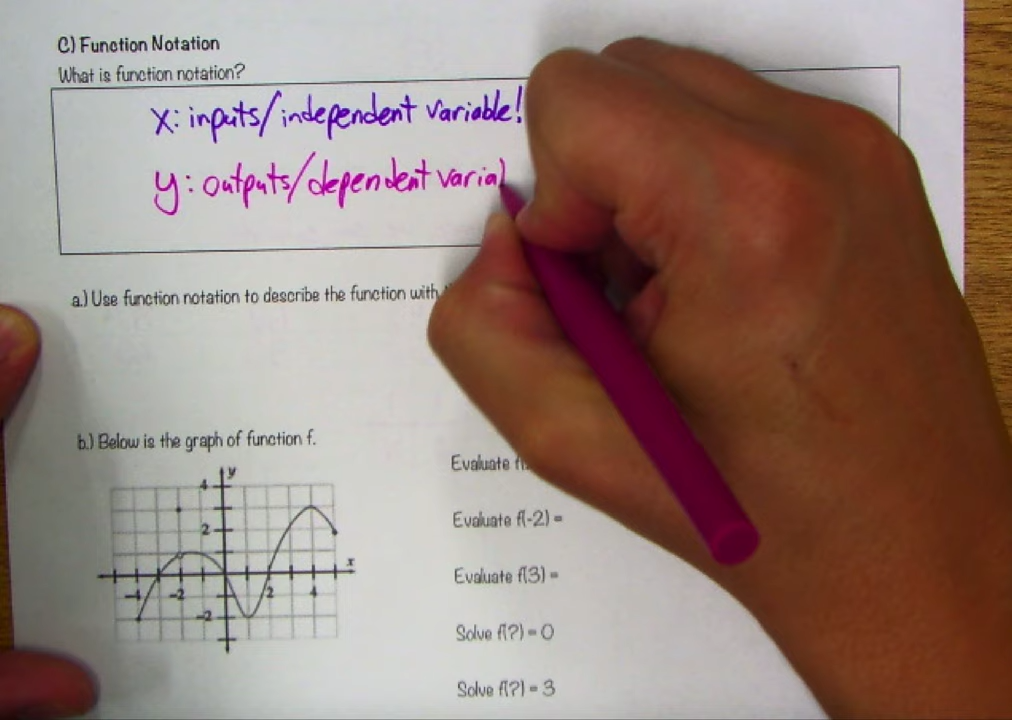 C) Function Notation
What is function notation?
x: inputs/independent variable!
y: outputs/dependent varial
a.) Use function notation to describe the function with
b.) Below is the graph of function f.
y
4
2
x
-4 -2 2 4
-2
Evaluate
Evaluate f(-2) =
Evaluate f(3) =
Solve f(?) = 0
Solve f(?) = 3